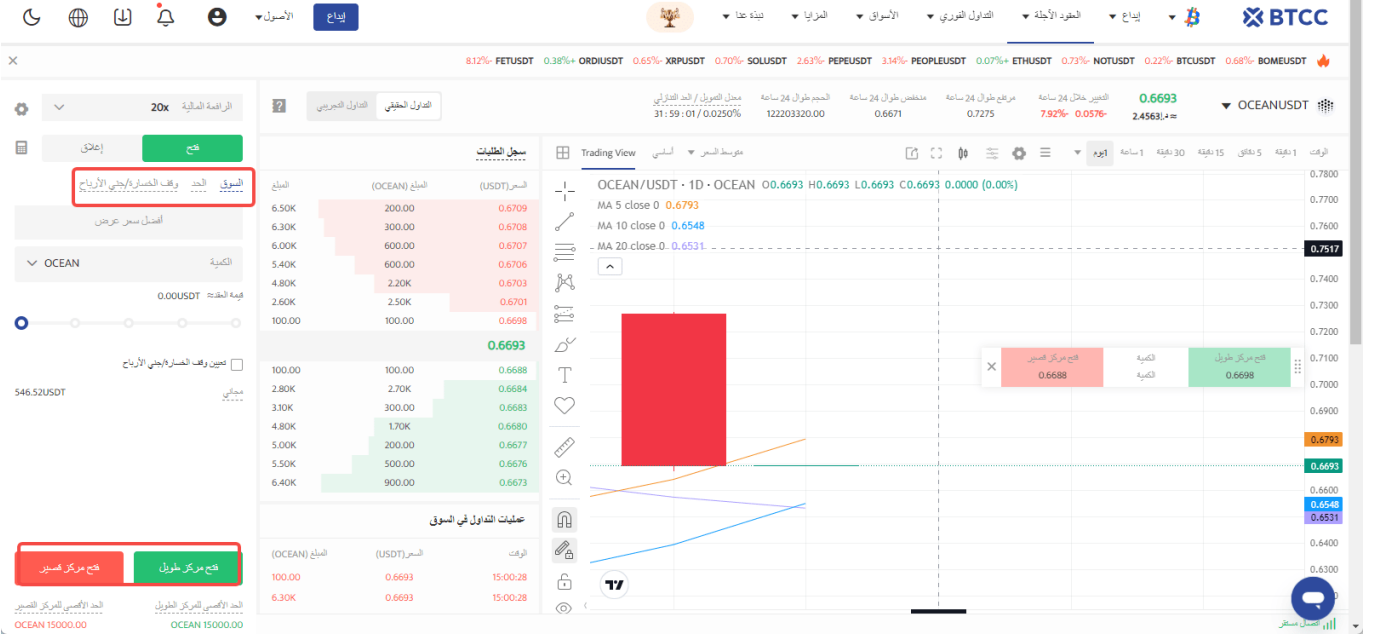 BTCC
إيداع
العقود الآجلة
التداول الفوري
الأسواق
المزايا
نبذة عنا
إيداع
الأصول
BOMEUSDT -0.68%
BTCUSDT -0.22%
NOTUSDT -0.73%
ETHUSDT +0.07%
PEOPLEUSDT -3.14%
PEPEUSDT -2.63%
SOLUSDT -0.70%
XRPUSDT -0.65%
ORDIUSDT +0.38%
FETUSDT -8.12%
OCEANUSDT
0.6693
≈ د.إ2.4563
التغيير خلال 24 ساعة
-0.0576 -7.92%
مرتفع طوال 24 ساعة
0.7275
منخفض طوال 24 ساعة
0.6671
الحجم طوال 24 ساعة
122203320.00
معدل التمويل / العد التنازلي
0.0250% / 31 : 59 : 01
التداول الحقيقي
التداول التجريبي
الرافعة المالية 20x
فتح
إغلاق
السوق الحد وقف الخسارة/جني الأرباح
أفضل سعر عرض
الكمية OCEAN
قيمة العقد≈ 0.00USDT
تعيين وقف الخسارة/جني الأرباح
مجاني 546.52USDT
فتح مركز طويل
فتح مركز قصير
الحد الأقصى للمركز الطويل
الحد الأقصى للمركز القصير
15000.00 OCEAN
15000.00 OCEAN
سجل الطلبات
السعر(USDT) المبلغ (OCEAN) المبلغ
0.6709 200.00 6.50K
0.6708 300.00 6.30K
0.6707 600.00 6.00K
0.6706 600.00 5.40K
0.6703 2.20K 4.80K
0.6701 2.50K 2.60K
0.6698 100.00 100.00
0.6693
0.6688 100.00 100.00
0.6684 2.70K 2.80K
0.6683 300.00 3.10K
0.6680 1.70K 4.80K
0.6677 200.00 5.00K
0.6676 500.00 5.50K
0.6673 900.00 6.40K
عمليات التداول في السوق
الوقت السعر(USDT) المبلغ (OCEAN)
15:00:28 0.6693 100.00
15:00:28 0.6693 6.30K
الوقت 1 دقيقة 5 دقائق 15 دقيقة 30 دقيقة 1 ساعة 1يوم
متوسط السعر
أساسي
Trading View
OCEAN/USDT · 1D · OCEAN O0.6693 H0.6693 L0.6693 C0.6693 0.0000 (0.00%)
MA 5 close 0 0.6793
MA 10 close 0 0.6548
MA 20 close 0 0.6531
فتح مركز طويل
0.6698
الكمية
الكمية
فتح مركز قصير
0.6688
0.7800
0.7700
0.7600
0.7517
0.7400
0.7300
0.7200
0.7100
0.7000
0.6900
0.6793
0.6693
0.6600
0.6548
0.6531
0.6400
0.6300
اتصال مستقر